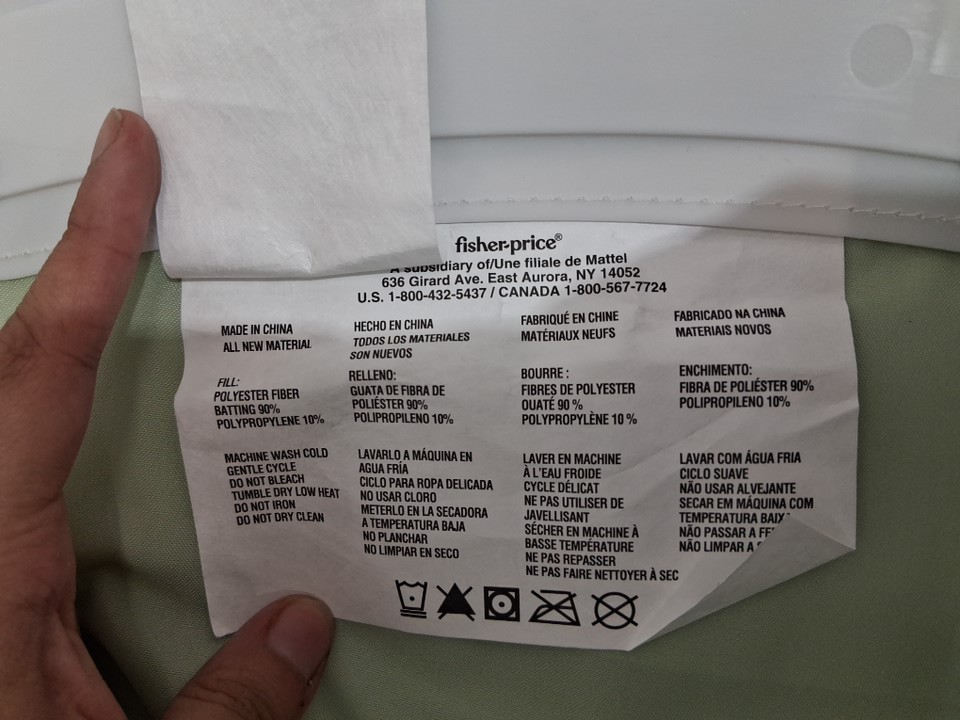 fisher-price®
A subsidiary of/Une filiale de Mattel
636 Girard Ave. East Aurora, NY 14052
U.S. 1-800-432-5437 / CANADA 1-800-567-7724
MADE IN CHINA
ALL NEW MATERIAL
HECHO EN CHINA
TODOS LOS MATERIALES
SON NUEVOS
FABRIQUÉ EN CHINE
MATÉRIAUX NEUFS
FABRICADO NA CHINA
MATERIAIS NOVOS
FILL:
POLYESTER FIBER
BATTING 90%
POLYPROPYLENE 10%
RELLENO:
GUATA DE FIBRA DE
POLIÉSTER 90%
POLIPROPILENO 10%
BOURRE :
FIBRES DE POLYESTER
OUATÉ 90 %
POLYPROPYLÈNE 10 %
ENCHIMENTO:
FIBRA DE POLIÉSTER 90%
POLIPROPILENO 10%
MACHINE WASH COLD
GENTLE CYCLE
DO NOT BLEACH
TUMBLE DRY LOW HEAT
DO NOT IRON
DO NOT DRY CLEAN
LAVARLO A MÁQUINA EN
AGUA FRÍA
CICLO PARA ROPA DELICADA
NO USAR CLORO
METERLO EN LA SECADORA
A TEMPERATURA BAJA
NO PLANCHAR
NO LIMPIAR EN SECO
LAVER EN MACHINE
À L'EAU FROIDE
CYCLE DÉLICAT
NE PAS UTILISER DE
JAVELLISANT
SÉCHER EN MACHINE À
BASSE TEMPÉRATURE
NE PAS REPASSER
NE PAS FAIRE NETTOYER À SEC
LAVAR COM ÁGUA FRIA
CICLO SUAVE
NÃO USAR ALVEJANTE
SECAR EM MÁQUINA COM
TEMPERATURA
NÃO PASSAR A
NÃO LIMPAR A